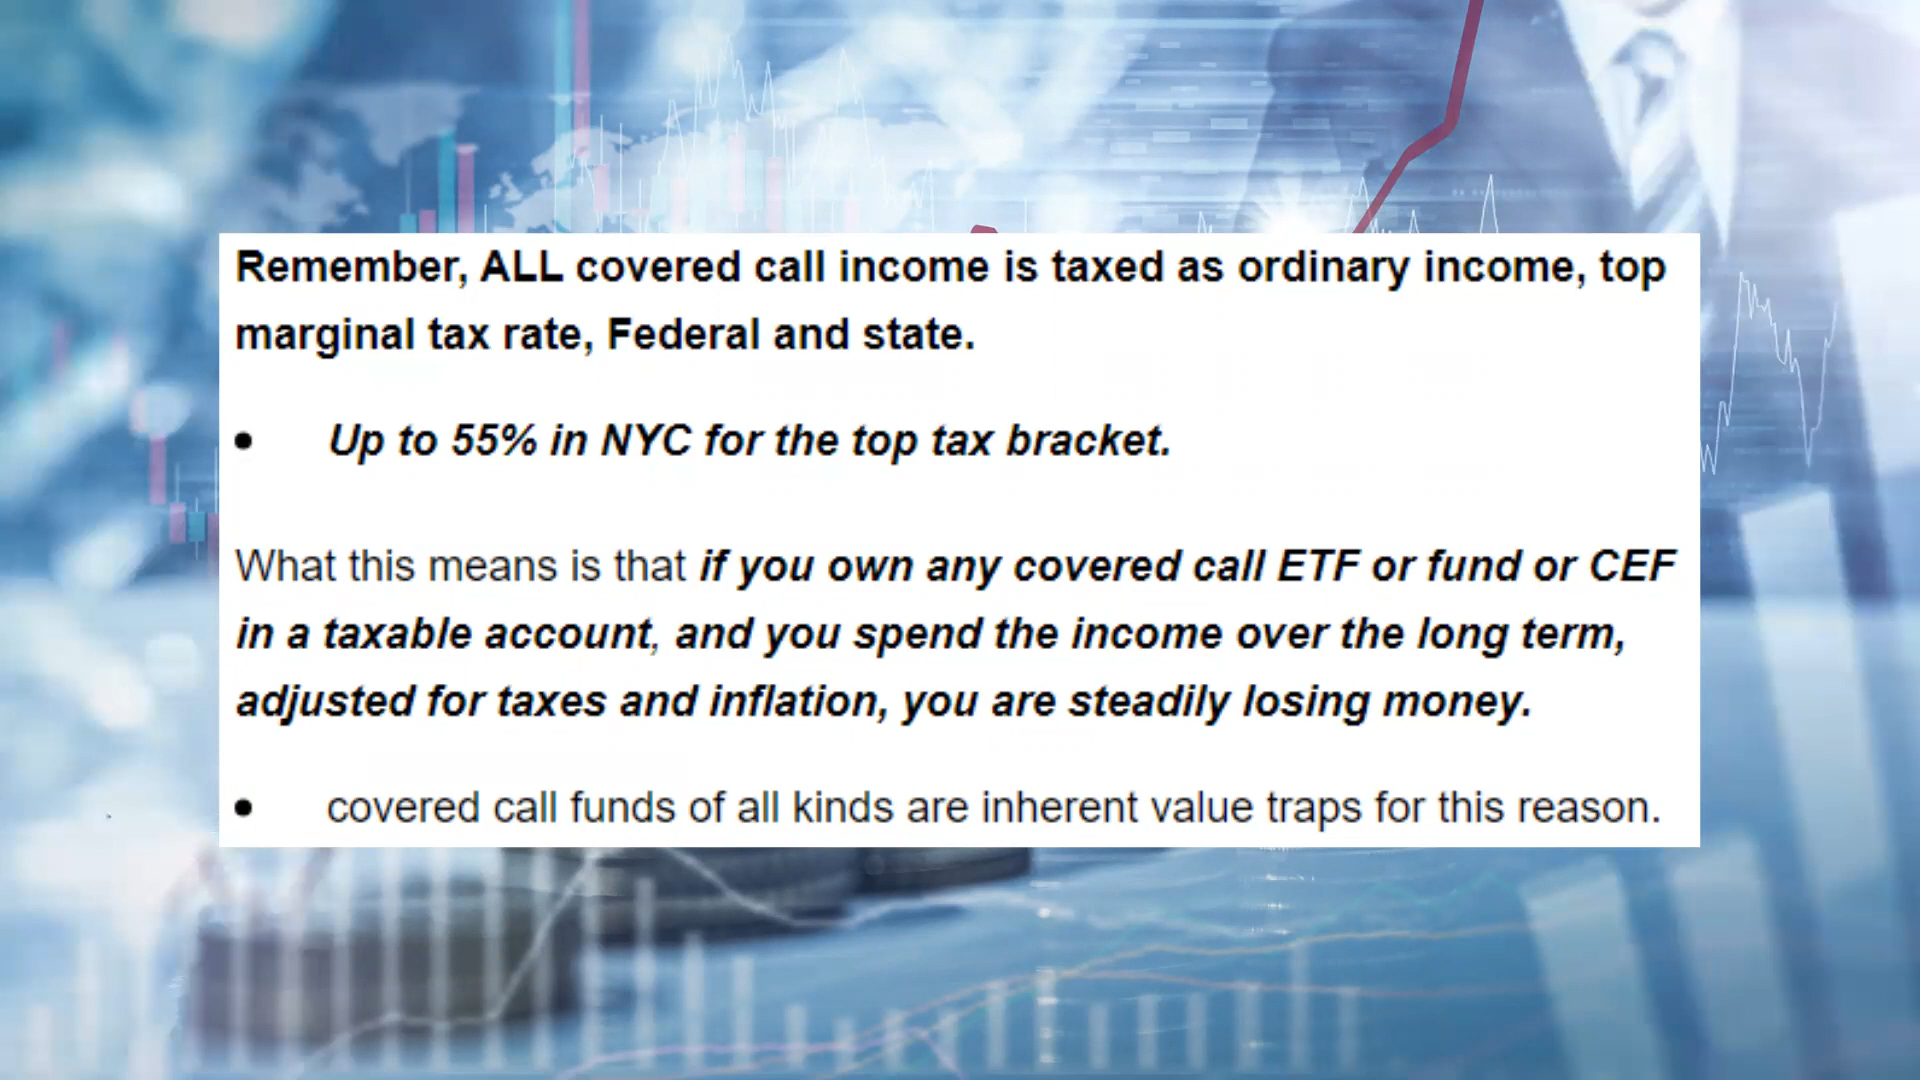 Remember, ALL covered call income is taxed as ordinary income, top
marginal tax rate, Federal and state.
• Up to 55% in NYC for the top tax bracket.
What this means is that if you own any covered call ETF or fund or CEF
in a taxable account, and you spend the income over the long term,
adjusted for taxes and inflation, you are steadily losing money.
• covered call funds of all kinds are inherent value traps for this reason.